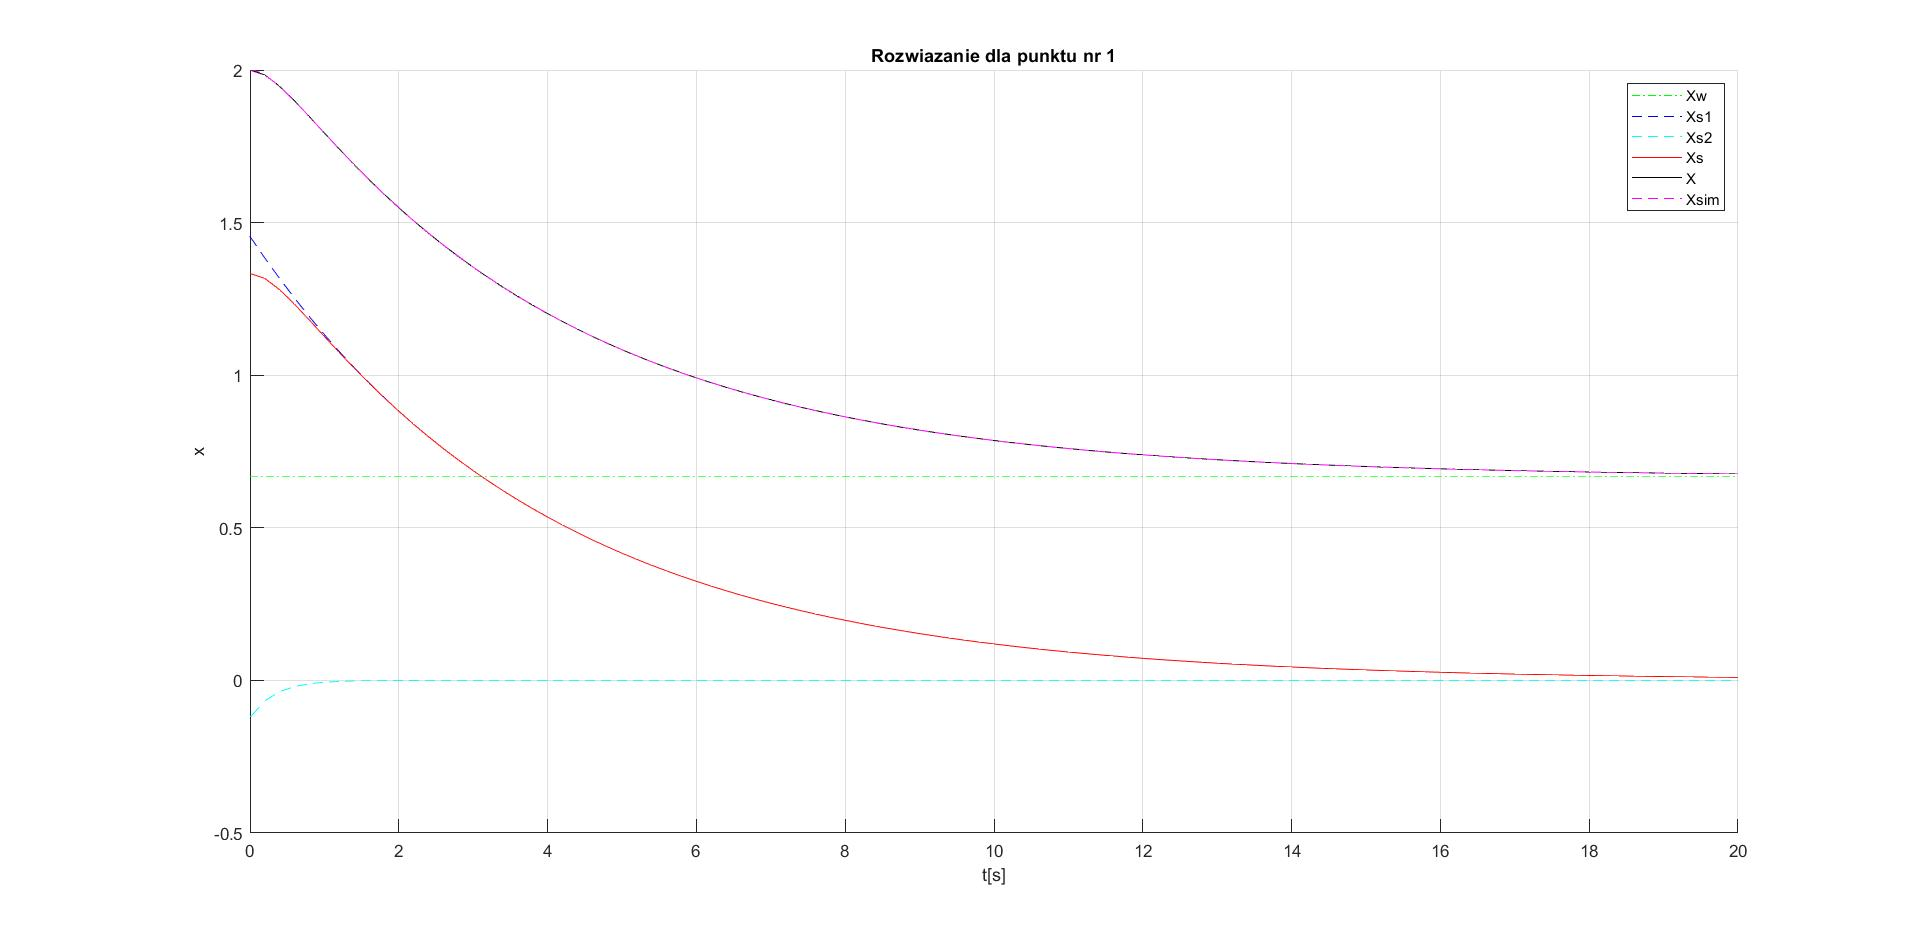 Rozwiazanie dla punktu nr 1
2
1.5
1
0.5
0
-0.5
x
Xw
Xs1
Xs2
Xs
X
Xsim
0 2 4 6 8 10 12 14 16 18 20
t[s]